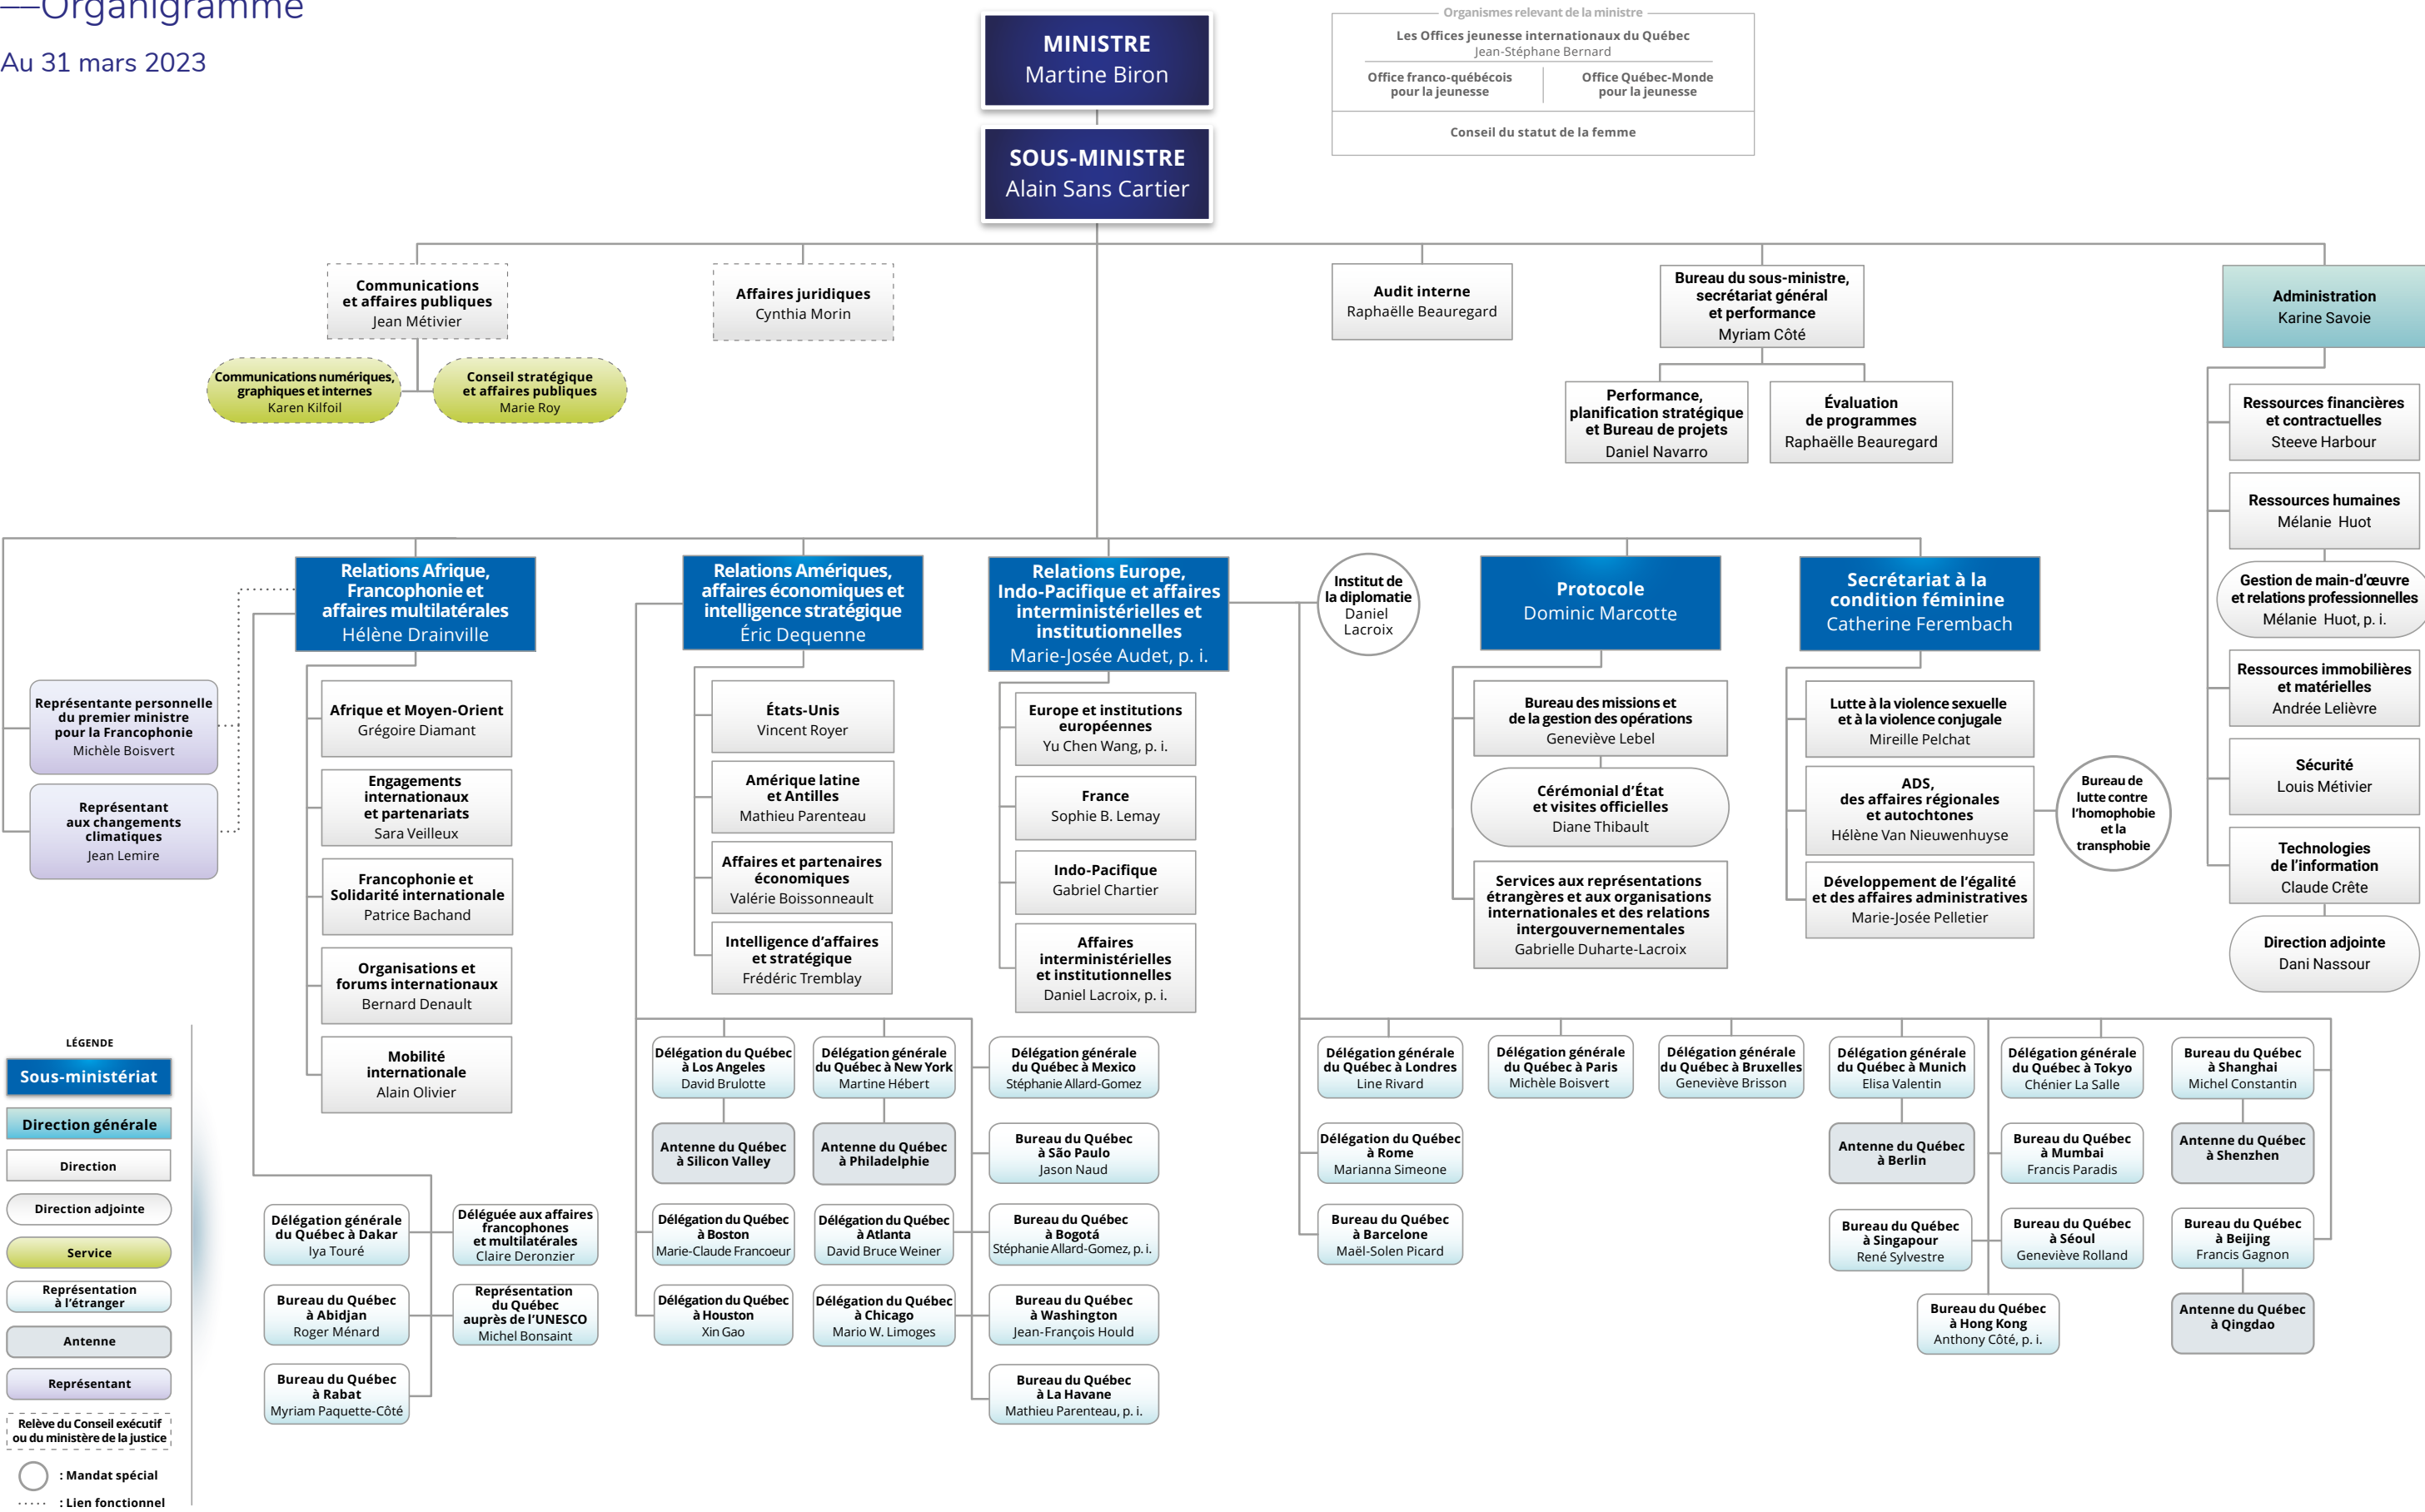 —Organigramme
Au 31 mars 2023
MINISTRE
Martine Biron
SOUS-MINISTRE
Alain Sans Cartier
Organismes relevant de la ministre
Les Offices jeunesse internationaux du Québec
Jean-Stéphane Bernard
Office franco-québécois
pour la jeunesse
Office Québec-Monde
pour la jeunesse
Conseil du statut de la femme
Communications
et affaires publiques
Jean Métivier
Communications numériques,
graphiques et internes
Karen Kilfoil
Conseil stratégique
et affaires publiques
Marie Roy
Affaires juridiques
Cynthia Morin
Audit interne
Raphaëlle Beauregard
Bureau du sous-ministre,
secrétariat général
et performance
Myriam Côté
Performance,
planification stratégique
et Bureau de projets
Daniel Navarro
Évaluation
de programmes
Raphaëlle Beauregard
Administration
Karine Savoie
Ressources financières
et contractuelles
Steeve Harbour
Ressources humaines
Mélanie Huot
Gestion de main-d’œuvre
et relations professionnelles
Mélanie Huot, p. i.
Ressources immobilières
et matérielles
Andrée Lelièvre
Sécurité
Louis Métivier
Technologies
de l’information
Claude Crête
Direction adjointe
Dani Nassour
Représentante personnelle
du premier ministre
pour la Francophonie
Michèle Boisvert
Représentant
aux changements
climatiques
Jean Lemire
Relations Afrique,
Francophonie et
affaires multilatérales
Hélène Drainville
Afrique et Moyen-Orient
Grégoire Diamant
Engagements
internationaux
et partenariats
Sara Veilleux
Francophonie et
Solidarité internationale
Patrice Bachand
Organisations et
forums internationaux
Bernard Denault
Mobilité
internationale
Alain Olivier
Délégation générale
du Québec à Dakar
Iya Touré
Déléguée aux affaires
francophones
et multilatérales
Claire Deronzier
Bureau du Québec
à Abidjan
Roger Ménard
Représentation
du Québec
auprès de l’UNESCO
Michel Bonsaint
Bureau du Québec
à Rabat
Myriam Paquette-Côté
Relations Amériques,
affaires économiques et
intelligence stratégique
Éric Dequenne
États-Unis
Vincent Royer
Amérique latine
et Antilles
Mathieu Parenteau
Affaires et partenaires
économiques
Valérie Boissonneault
Intelligence d’affaires
et stratégique
Frédéric Tremblay
Délégation du Québec
à Los Angeles
David Brulotte
Délégation générale
du Québec à New York
Martine Hébert
Délégation générale
du Québec à Mexico
Stéphanie Allard-Gomez
Antenne du Québec
à Silicon Valley
Antenne du Québec
à Philadelphie
Bureau du Québec
à São Paulo
Jason Naud
Délégation du Québec
à Boston
Marie-Claude Francoeur
Délégation du Québec
à Atlanta
David Bruce Weiner
Bureau du Québec
à Bogotá
Stéphanie Allard-Gomez, p. i.
Délégation du Québec
à Houston
Xin Gao
Délégation du Québec
à Chicago
Mario W. Limoges
Bureau du Québec
à Washington
Jean-François Hould
Bureau du Québec
à La Havane
Mathieu Parenteau, p. i.
Relations Europe,
Indo-Pacifique et affaires
interministérielles et
institutionnelles
Marie-Josée Audet, p. i.
Europe et institutions
européennes
Yu Chen Wang, p. i.
France
Sophie B. Lemay
Indo-Pacifique
Gabriel Chartier
Affaires
interministérielles
et institutionnelles
Daniel Lacroix, p. i.
Institut de
la diplomatie
Daniel
Lacroix
Délégation générale
du Québec à Londres
Line Rivard
Délégation générale
du Québec à Paris
Michèle Boisvert
Délégation générale
du Québec à Bruxelles
Geneviève Brisson
Délégation générale
du Québec à Munich
Elisa Valentin
Délégation générale
du Québec à Tokyo
Chénier La Salle
Bureau du Québec
à Shanghai
Michel Constantin
Délégation du Québec
à Rome
Marianna Simeone
Antenne du Québec
à Berlin
Bureau du Québec
à Mumbai
Francis Paradis
Antenne du Québec
à Shenzhen
Bureau du Québec
à Barcelone
Maël-Solen Picard
Bureau du Québec
à Singapour
René Sylvestre
Bureau du Québec
à Séoul
Geneviève Rolland
Bureau du Québec
à Beijing
Francis Gagnon
Bureau du Québec
à Hong Kong
Anthony Côté, p. i.
Antenne du Québec
à Qingdao
Protocole
Dominic Marcotte
Bureau des missions et
de la gestion des opérations
Geneviève Lebel
Cérémonial d’État
et visites officielles
Diane Thibault
Services aux représentations
étrangères et aux organisations
internationales et des relations
intergouvernementales
Gabrielle Duharte-Lacroix
Secrétariat à la
condition féminine
Catherine Ferembach
Lutte à la violence sexuelle
et à la violence conjugale
Mireille Pelchat
ADS,
des affaires régionales
et autochtones
Hélène Van Nieuwenhuyse
Bureau de
lutte contre
l’homophobie
et la
transphobie
Développement de l’égalité
et des affaires administratives
Marie-Josée Pelletier
LÉGENDE
Sous-ministériat
Direction générale
Direction
Direction adjointe
Service
Représentation
à l’étranger
Antenne
Représentant
Relève du Conseil exécutif
ou du ministère de la justice
: Mandat spécial
: Lien fonctionnel